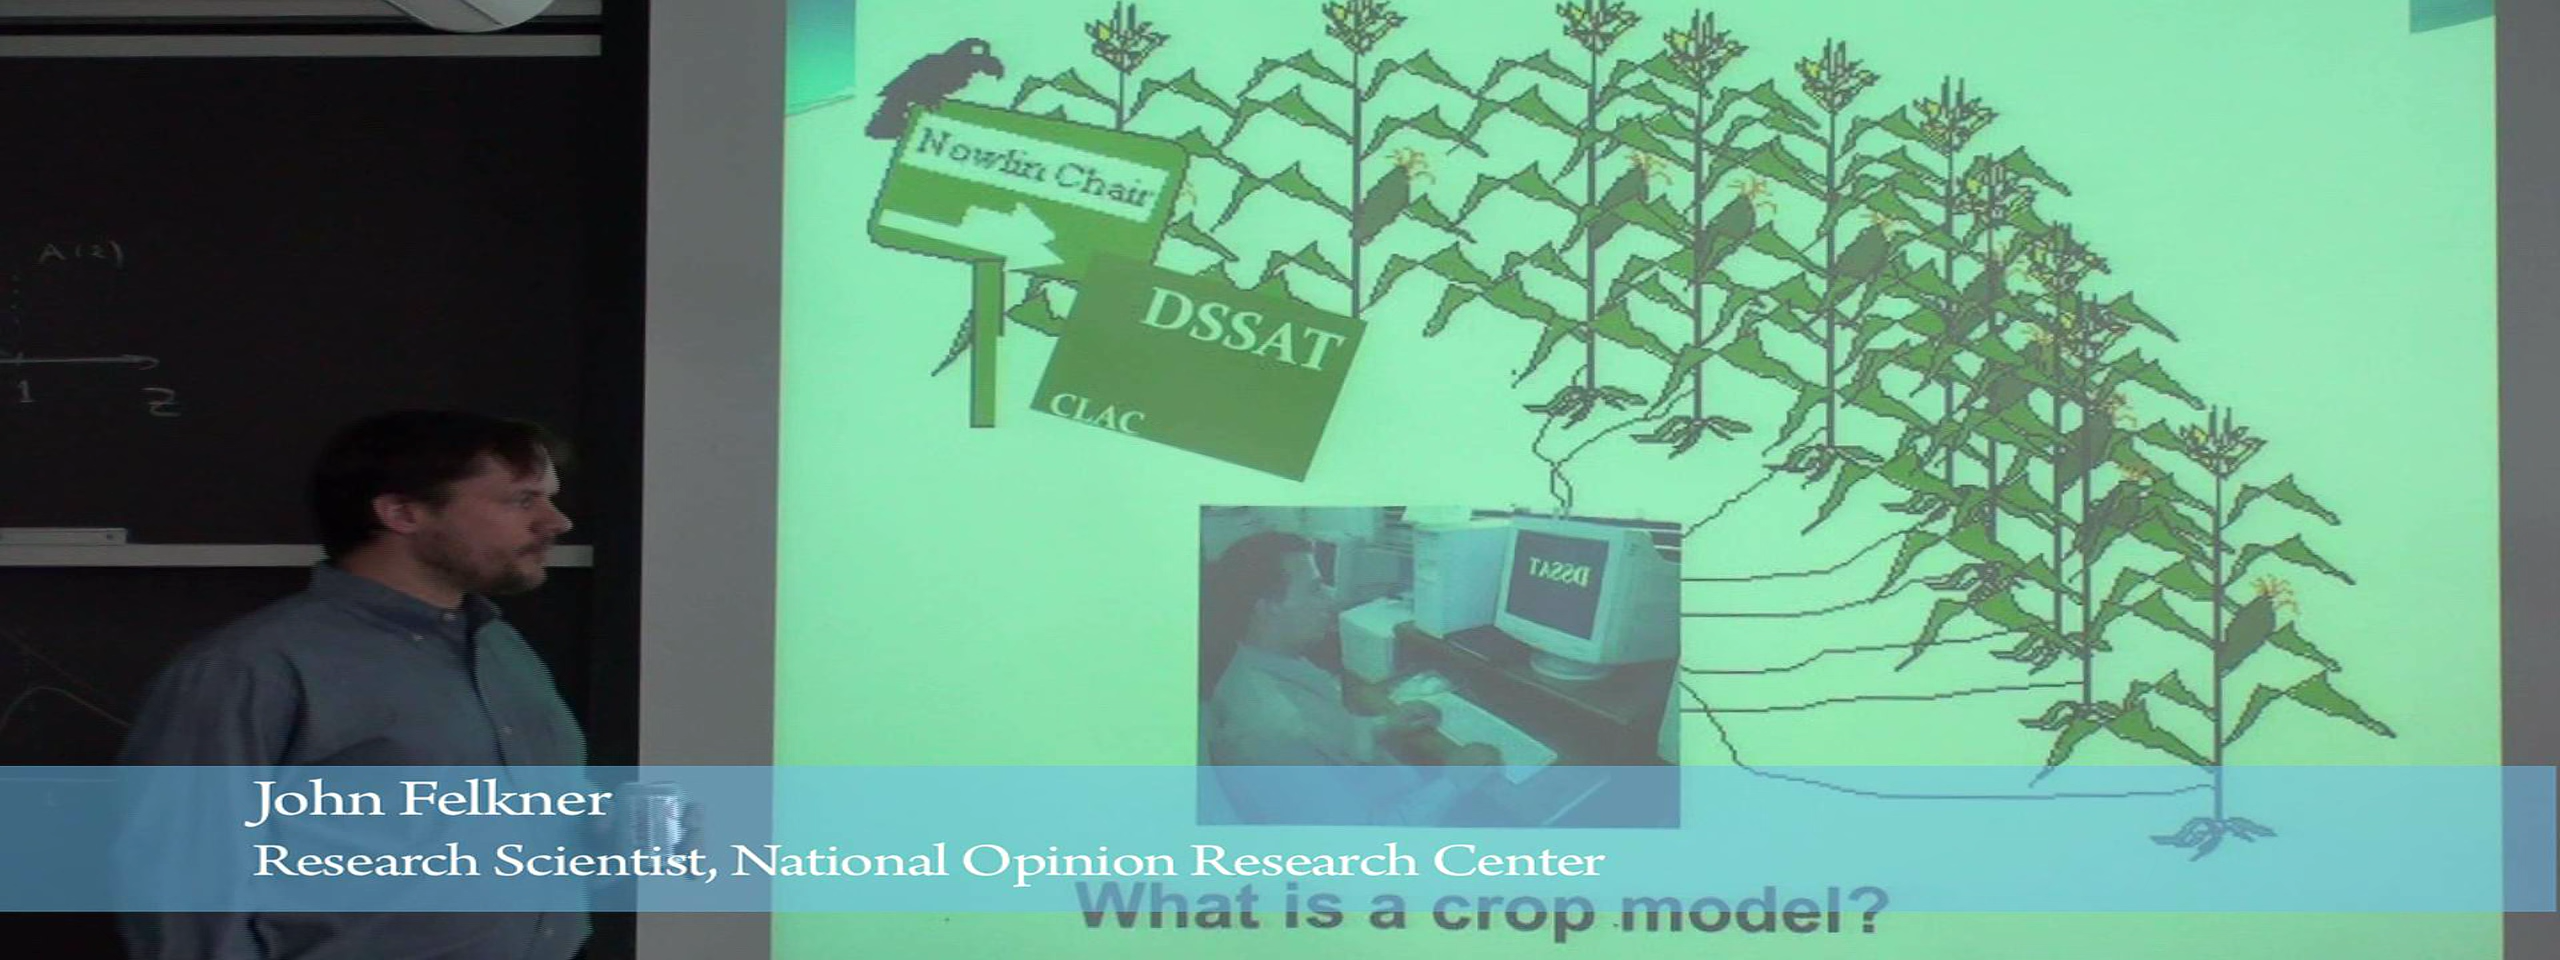 A(z)
1
z
Nowlin Chair
DSSAT
CLAC
DSSAT
John Felkner
Research Scientist, National Opinion Research Center
What is a crop model?